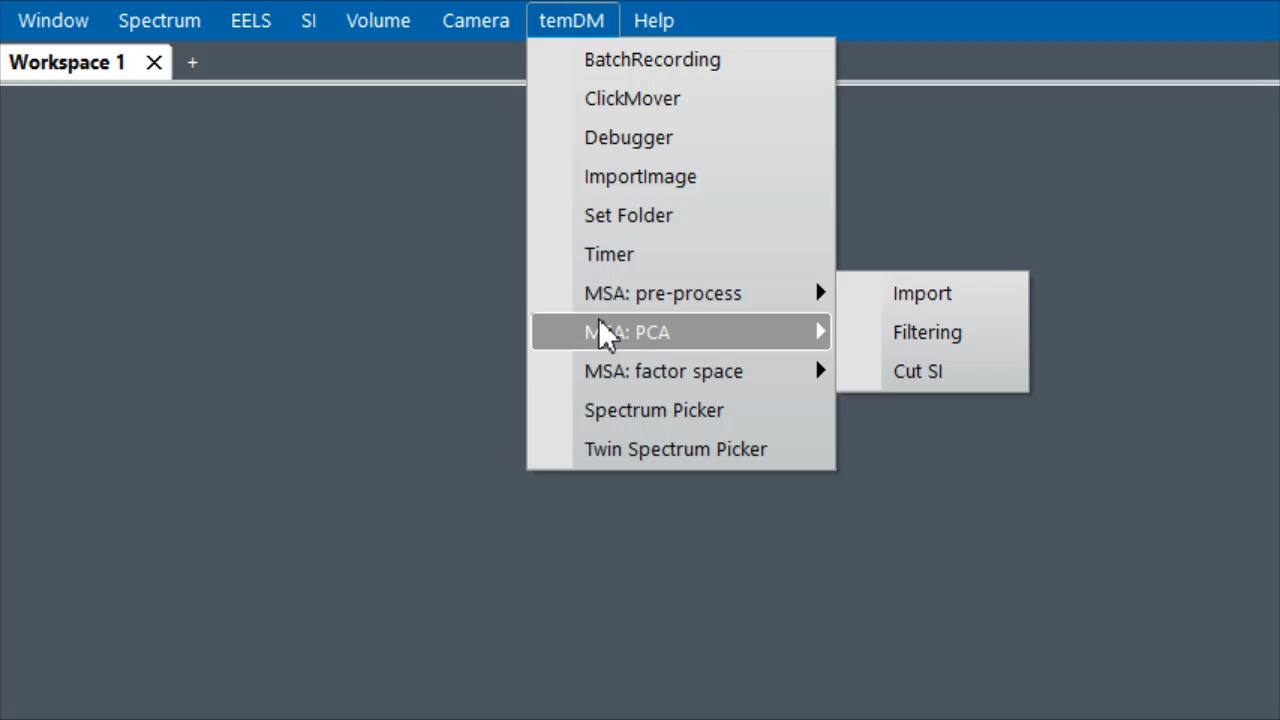 Window Spectrum EELS SI Volume Camera temDM Help
Workspace 1 +
BatchRecording
ClickMover
Debugger
ImportImage
Set Folder
Timer
MSA: pre-process
MSA: PCA
MSA: factor space
Spectrum Picker
Twin Spectrum Picker
Import
Filtering
Cut SI